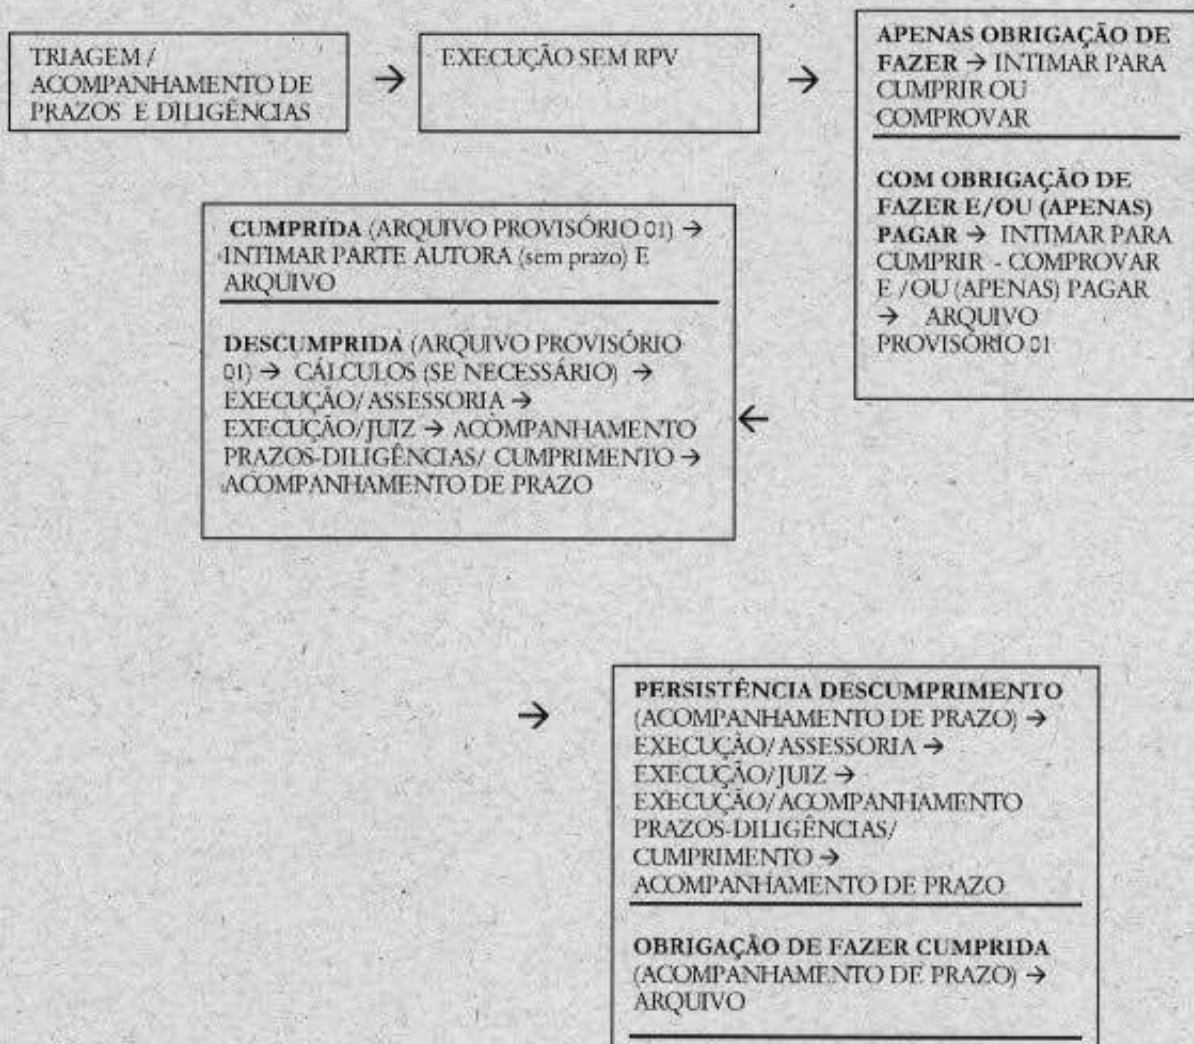 TRIAGEM /
ACOMPANHAMENTO DE
PRAZOS E DILIGÊNCIAS
→
EXECUÇÃO SEM RPV
→
APENAS OBRIGAÇÃO DE
FAZER → INTIMAR PARA
CUMPRIR OU
COMPROVAR
COM OBRIGAÇÃO DE
FAZER E/OU (APENAS)
PAGAR → INTIMAR PARA
CUMPRIR - COMPROVAR
E /OU (APENAS) PAGAR
→ ARQUIVO
PROVISÓRIO 01
←
CUMPRIDA (ARQUIVO PROVISÓRIO 01) →
INTIMAR PARTE AUTORA (sem prazo) E
ARQUIVO
DESCUMPRIDA (ARQUIVO PROVISÓRIO
01) → CÁLCULOS (SE NECESSÁRIO) →
EXECUÇÃO/ASSESSORIA →
EXECUÇÃO/JUIZ → ACOMPANHAMENTO
PRAZOS-DILIGÊNCIAS/ CUMPRIMENTO →
ACOMPANHAMENTO DE PRAZO
→
PERSISTÊNCIA DESCUMPRIMENTO
(ACOMPANHAMENTO DE PRAZO) →
EXECUÇÃO/ASSESSORIA →
EXECUÇÃO/JUIZ →
EXECUÇÃO/ACOMPANHAMENTO
PRAZOS-DILIGÊNCIAS/
CUMPRIMENTO →
ACOMPANHAMENTO DE PRAZO
OBRIGAÇÃO DE FAZER CUMPRIDA
(ACOMPANHAMENTO DE PRAZO) →
ARQUIVO